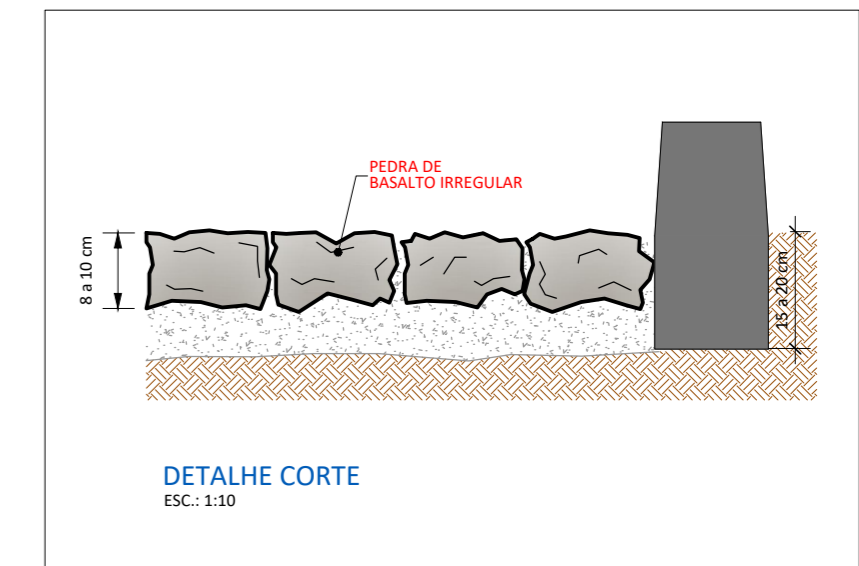 PEDRA DE
BASALTO IRREGULAR
8 a 10 cm
15 a 20 cm
DETALHE CORTE
ESC.: 1:10